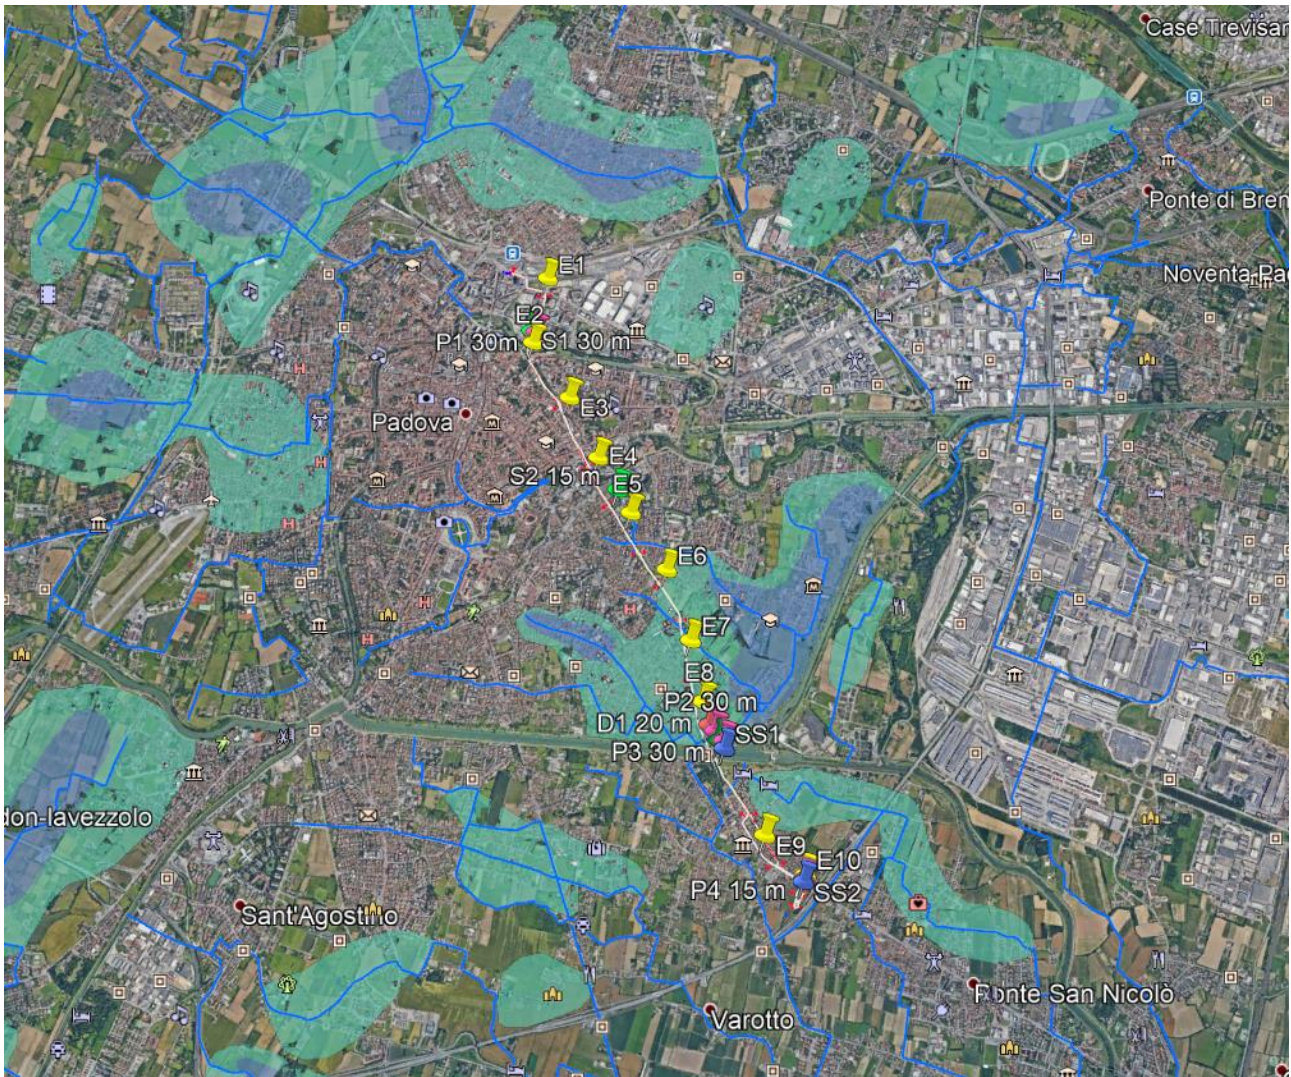 Case Trevisar
Ponte di Bren
Noventa Pad
E1
E2
P1 30m
S1 30 m
E3
Padova
E4
S2 15 m
E5
E6
E7
E8
P2 30 m
D1 20 m
SS1
P3 30 m
don-lavezzolo
E9
E10
P4 15 m
SS2
Sant'Agostino
Ponte San Nicolò
Varotto